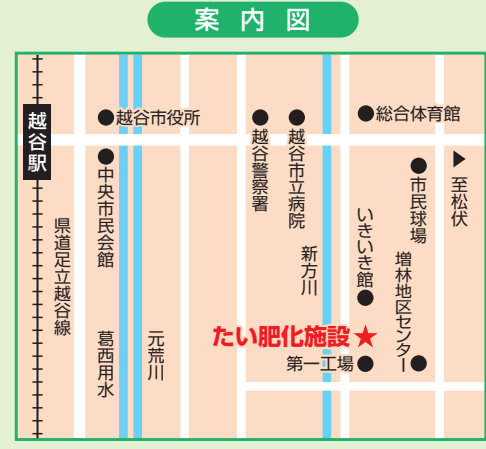 案内図
越谷駅
越谷市役所
中央市民会館
県道足立越谷線
葛西用水
元荒川
越谷警察署
越谷市立病院
新方川
総合体育館
いきいき館
市民球場
至松伏
増林地区センター
たい肥化施設★
第一工場